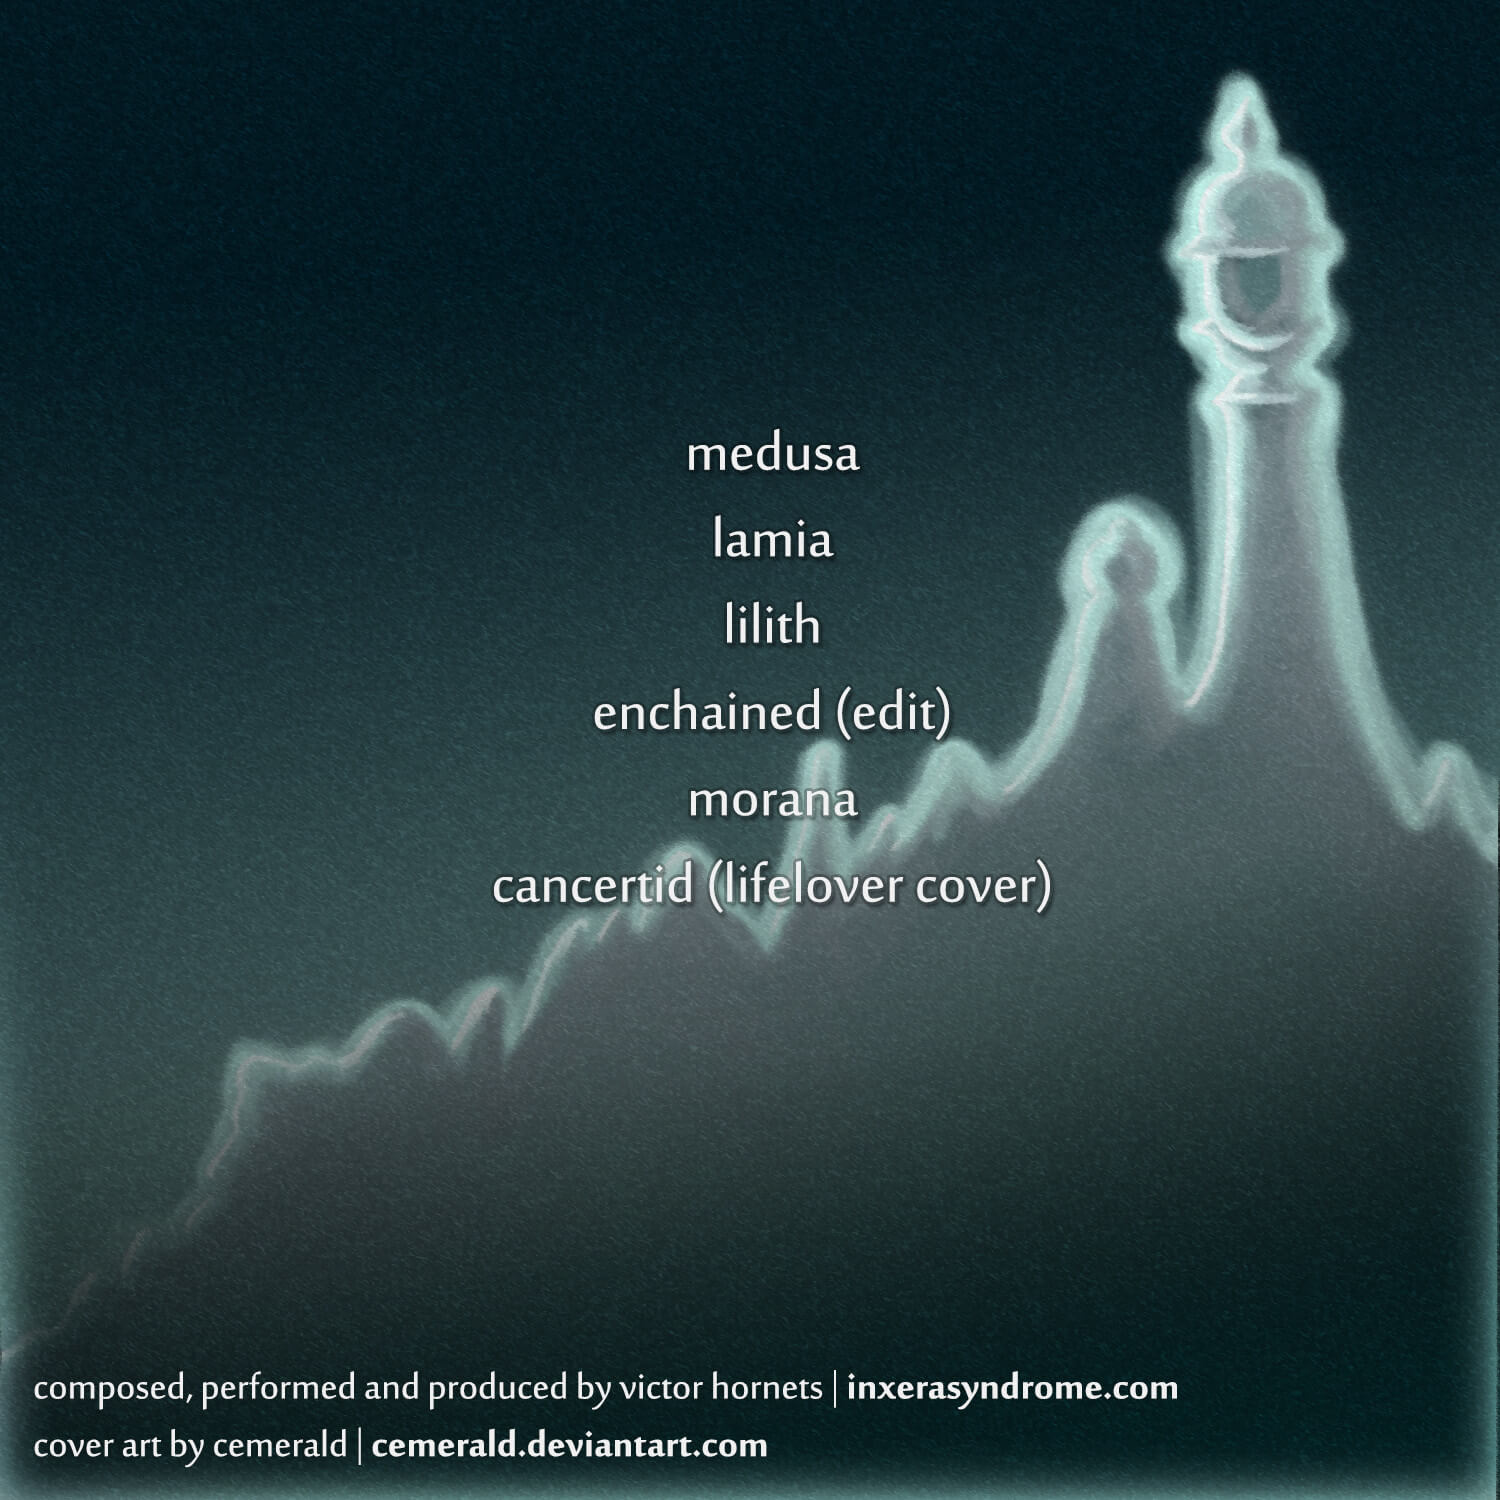 medusa
lamia
lilith
enchained (edit)
morana
cancertid (lifelover cover)
composed, performed and produced by victor hornets | inxerasyndrome.com
cover art by cemerald | cemerald.deviantart.com